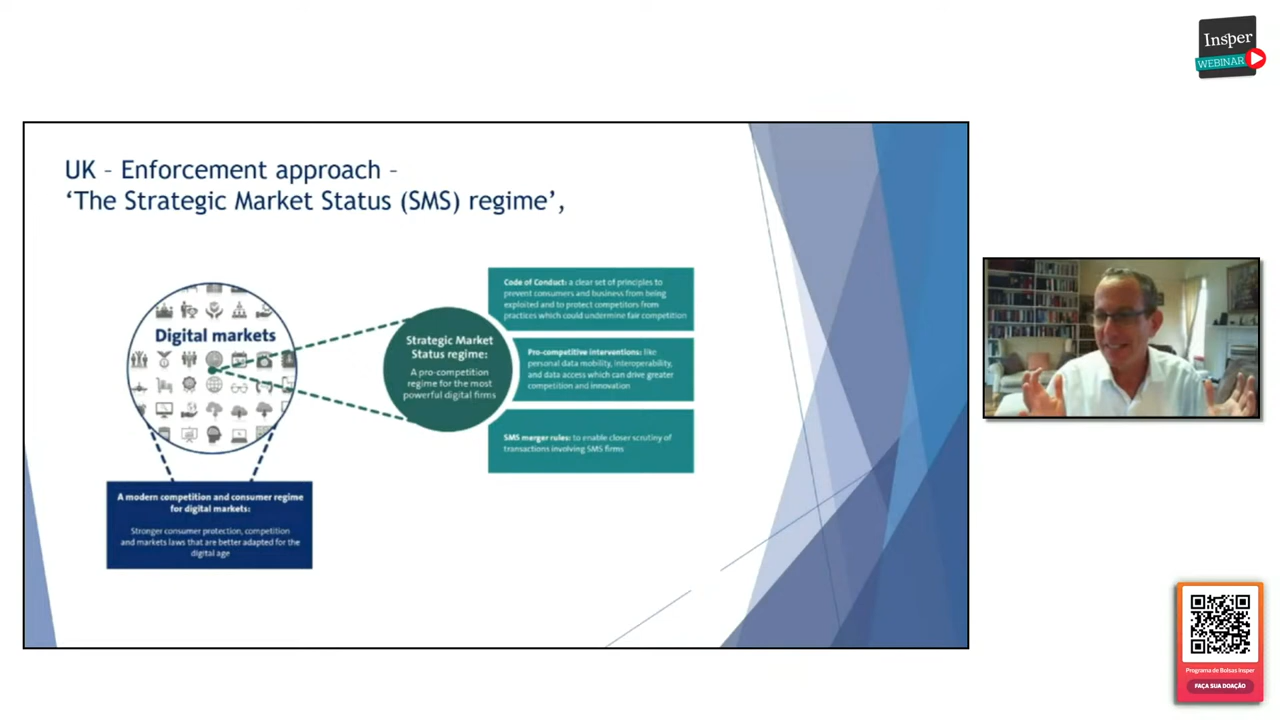 Insper
WEBINAR
UK – Enforcement approach –
‘The Strategic Market Status (SMS) regime’,
Digital markets
A modern competition and consumer regime
for digital markets:
Stronger consumer protection, competition
and markets laws that are better adapted for the
digital age
Strategic Market
Status regime:
A pro-competition
regime for the most
powerful digital firms
Code of Conduct: a clear set of principles to
prevent consumers and business from being
exploited and to protect competitors from
practices which could undermine fair competition
Pro-competitive interventions: like
personal data mobility, interoperability,
and data access which can drive greater
competition and innovation
SMS merger rules: to enable closer scrutiny of
transactions involving SMS firms
Programa de Bolsas Insper
FAÇA SUA DOAÇÃO